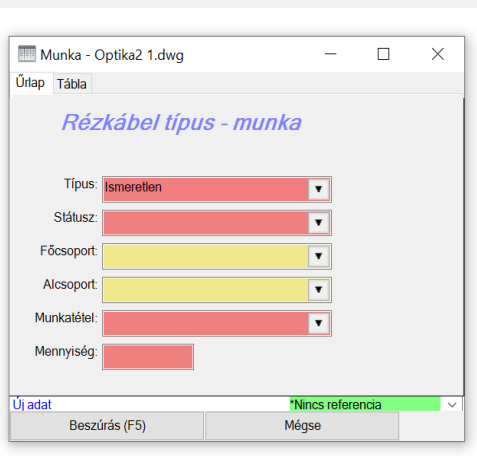 Munka - Optika2 1.dwg
Űrlap Tábla
Rézkábel típus - munka
Típus: Ismeretlen
Státusz:
Főcsoport:
Alcsoport:
Munkatétel:
Mennyiség:
Új adat *Nincs referencia
Beszúrás (F5) Mégse